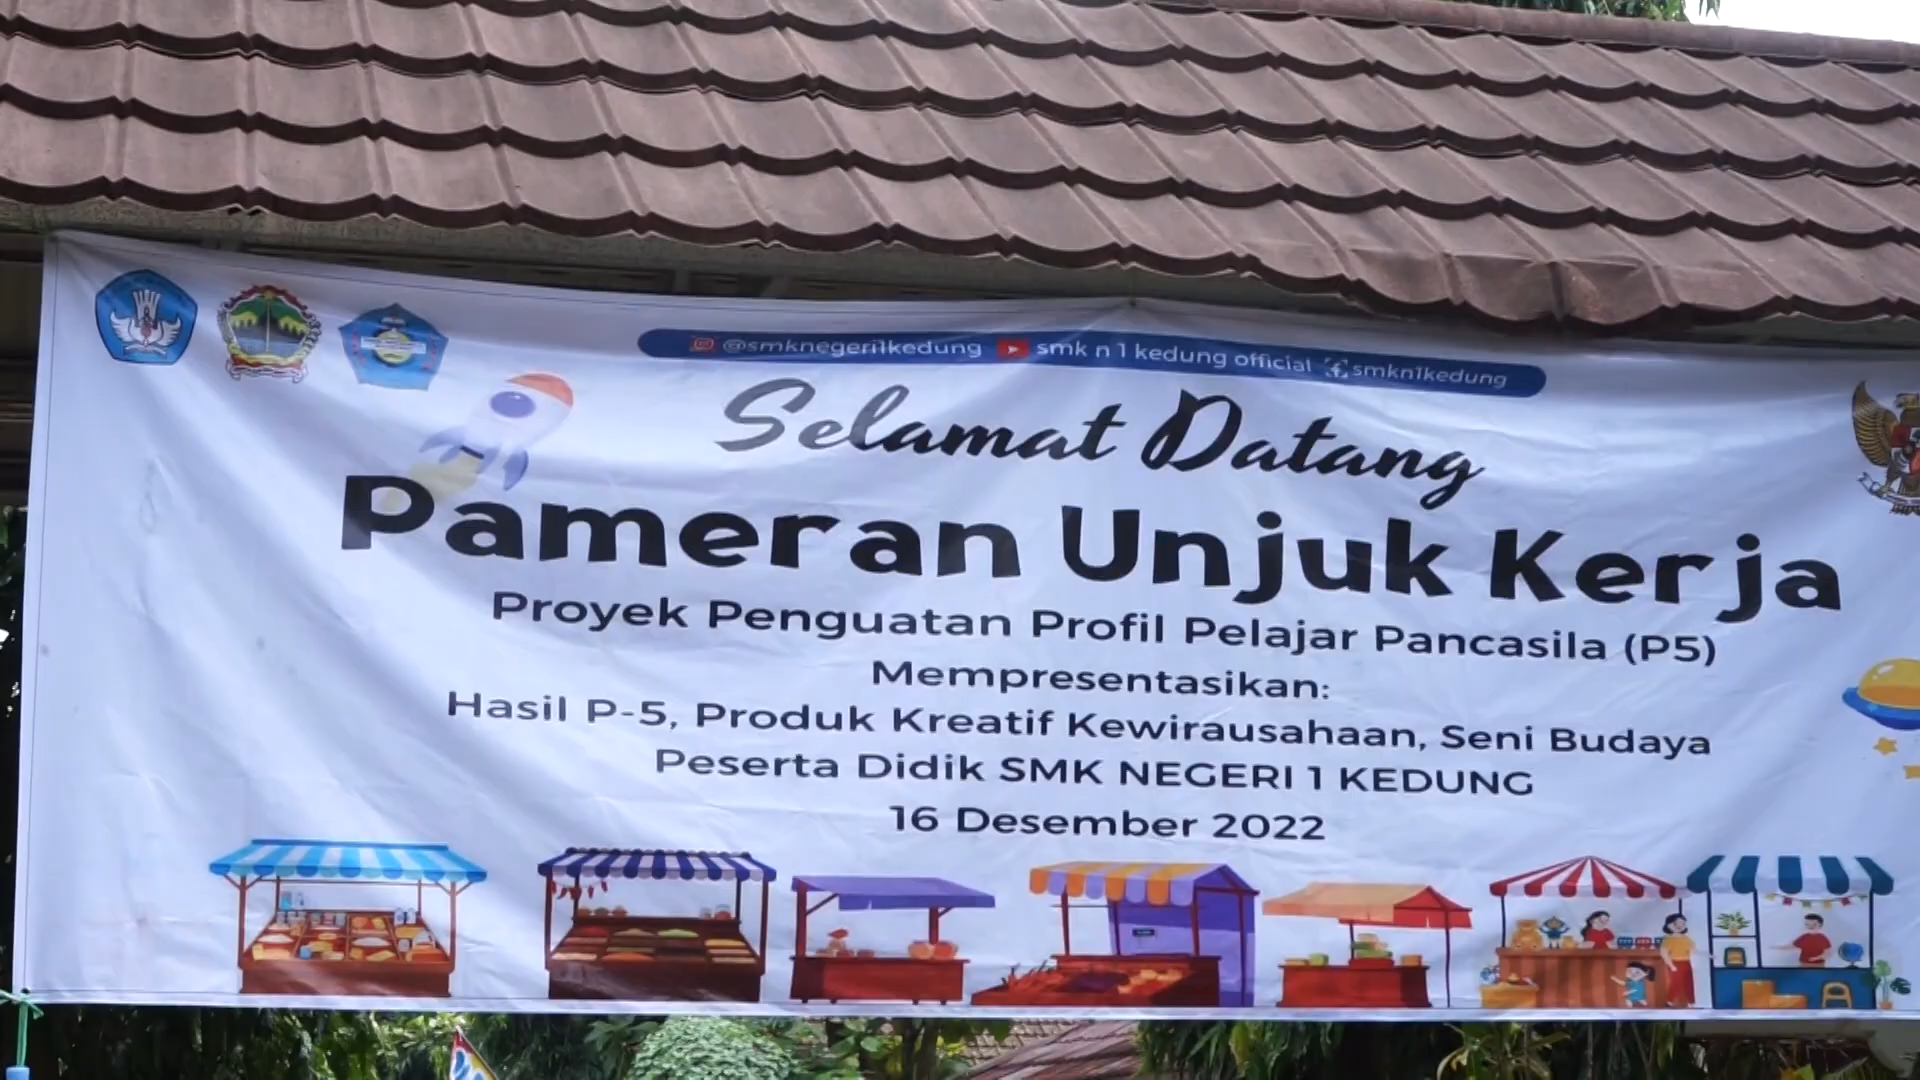 @smknegeri1kedung smk n 1 kedung official smkn1kedung
Selamat Datang
Pameran Unjuk Kerja
Proyek Penguatan Profil Pelajar Pancasila (P5)
Mempresentasikan:
Hasil P-5, Produk Kreatif Kewirausahaan, Seni Budaya
Peserta Didik SMK NEGERI 1 KEDUNG
16 Desember 2022